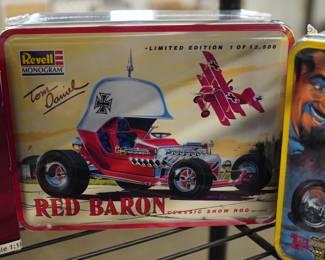 Revell
MONOGRAM
LIMITED EDITION 1 OF 12,500
Tom
Daniel
RED BARON
CLASSIC SHOW ROD